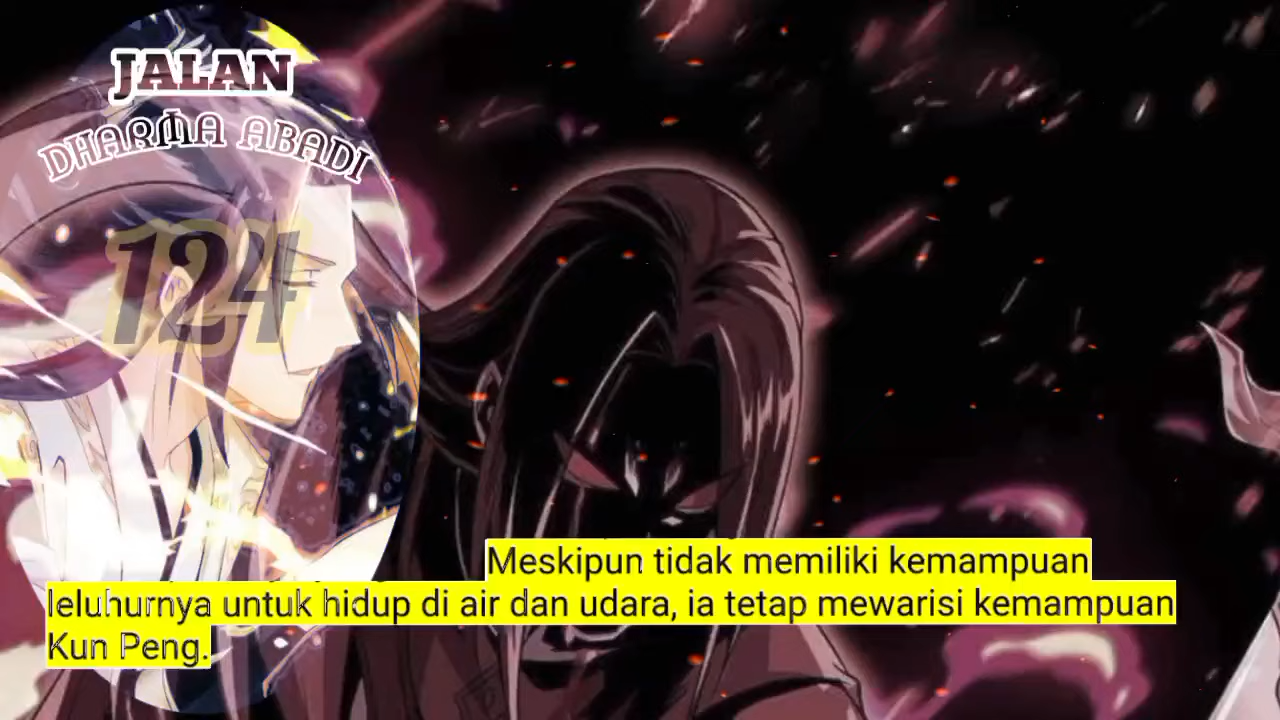 JALAN
DHARMA ABADI
124
Meskipun tidak memiliki kemampuan
leluhurnya untuk hidup di air dan udara, ia tetap mewarisi kemampuan
Kun Peng.